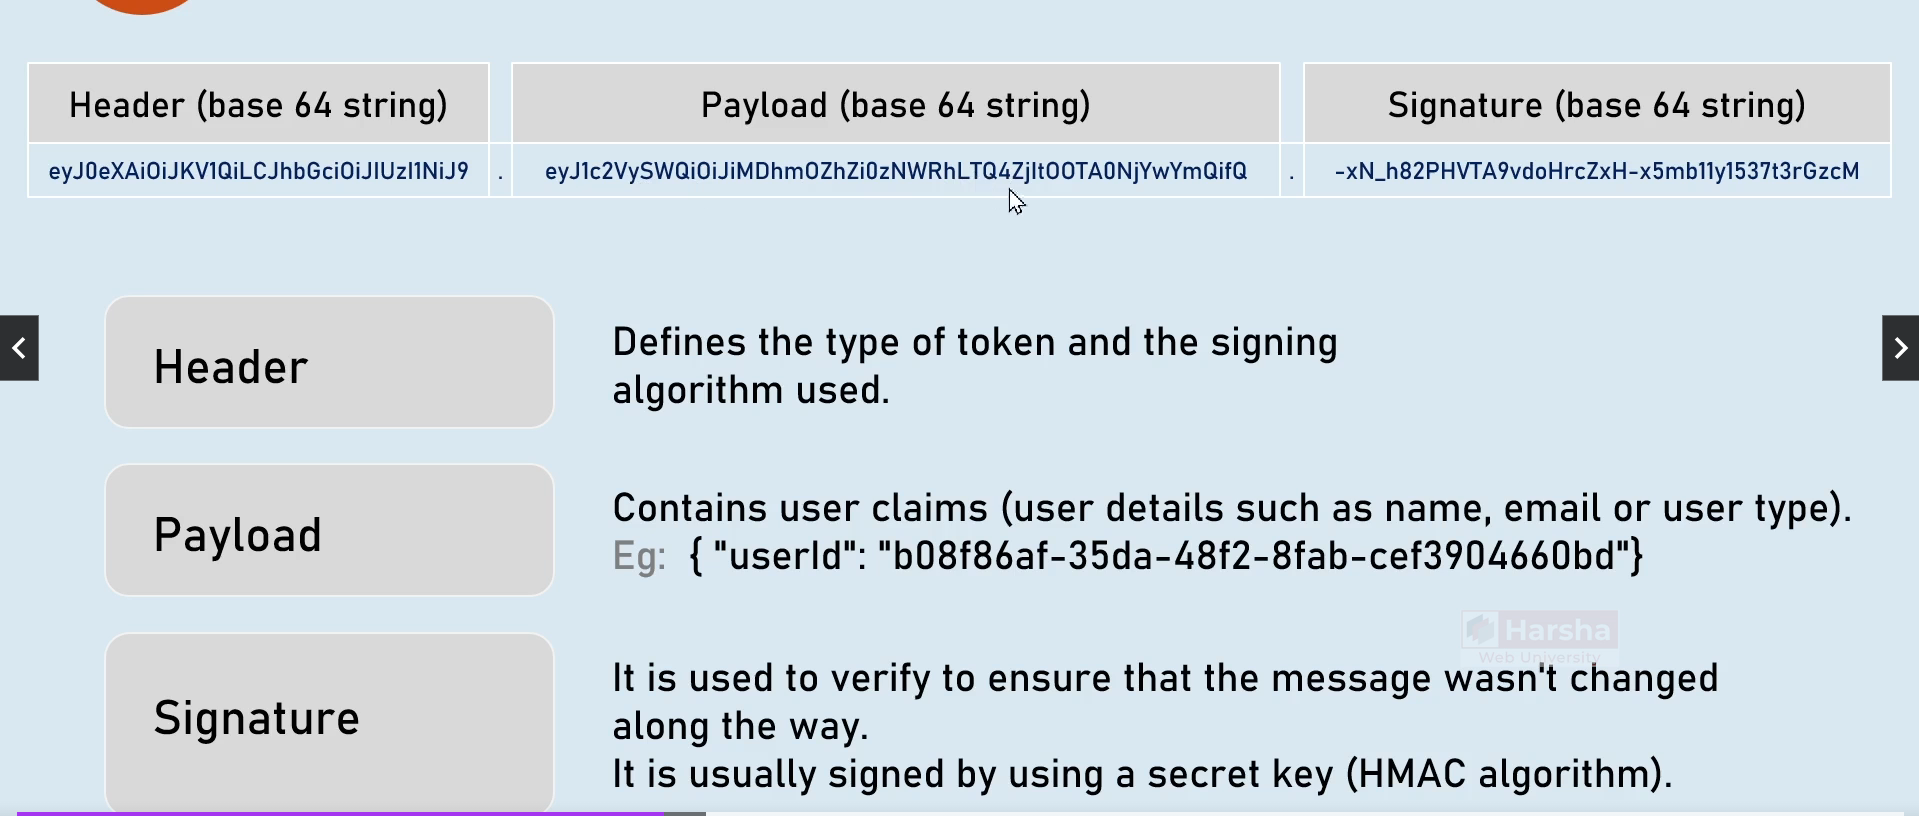 Header (base 64 string)
Payload (base 64 string)
Signature (base 64 string)
eyJ0eXAiOiJKV1QiLCJhbGciOiJIUzI1NiJ9 . eyJ1c2VySWQiOiJiMDhmOZhZi0zNWRhLTQ4ZjItOOTA0NjYwYmQifQ . -xN_h82PHVTA9vdoHrcZxH-x5mb11y1537t3rGzcM
Header
Defines the type of token and the signing
algorithm used.
Payload
Contains user claims (user details such as name, email or user type).
Eg: { "userId": "b08f86af-35da-48f2-8fab-cef3904660bd"}
Harsha
Web University
Signature
It is used to verify to ensure that the message wasn't changed
along the way.
It is usually signed by using a secret key (HMAC algorithm).